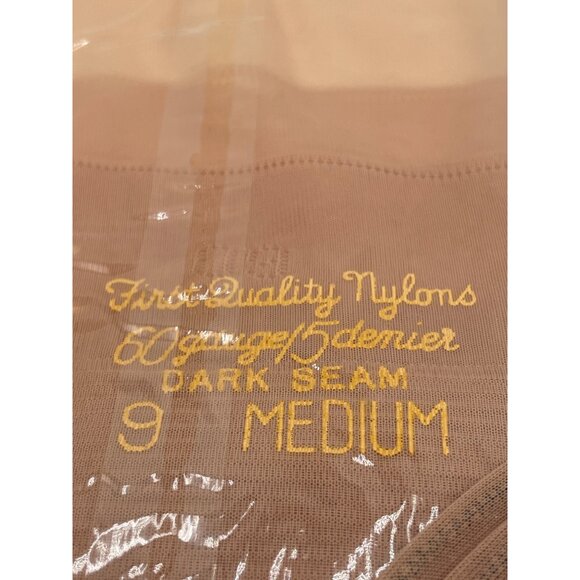 First Quality Nylons
60 gauge/15 denier
DARK SEAM
9 MEDIUM